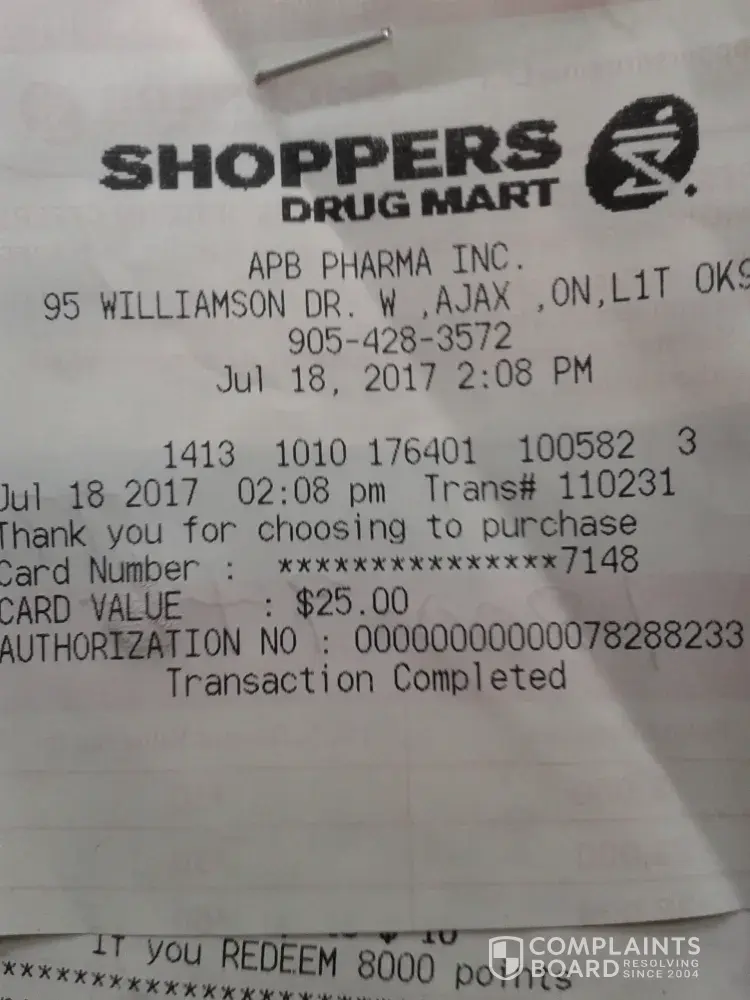 SHOPPERS
DRUG MART
APB PHARMA INC.
95 WILLIAMSON DR. W ,AJAX ,ON,L1T OK9
905-428-3572
Jul 18, 2017 2:08 PM
1413 1010 176401 100582 3
Jul 18 2017 02:08 pm Trans# 110231
Thank you for choosing to purchase
Card Number : ***************7148
CARD VALUE : $25.00
AUTHORIZATION NO : 00000000000078288233
Transaction Completed
If you REDEEM 8000 points
COMPLAINTS
BOARD RESOLVING
SINCE 2004